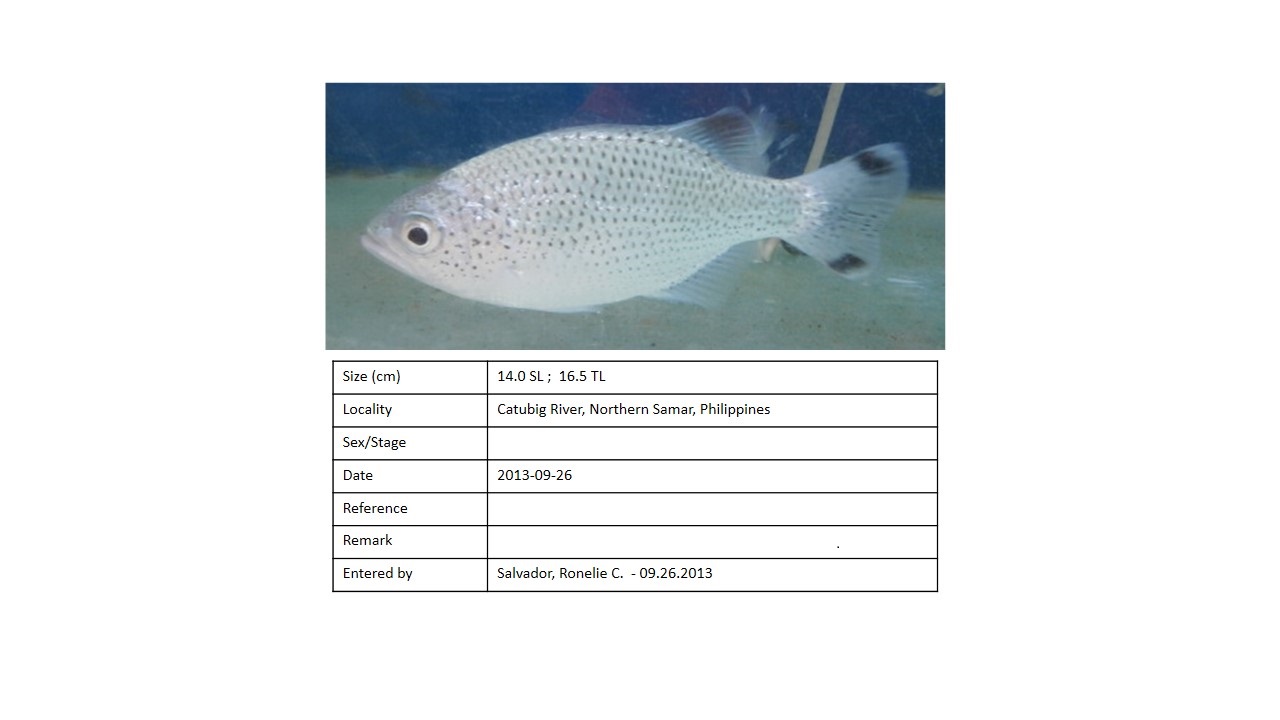 Size (cm) 14.0 SL ;  16.5 TL
Locality Catubig River, Northern Samar, Philippines
Sex/Stage
Date 2013-09-26
Reference
Remark .
Entered by Salvador, Ronelie C.  - 09.26.2013